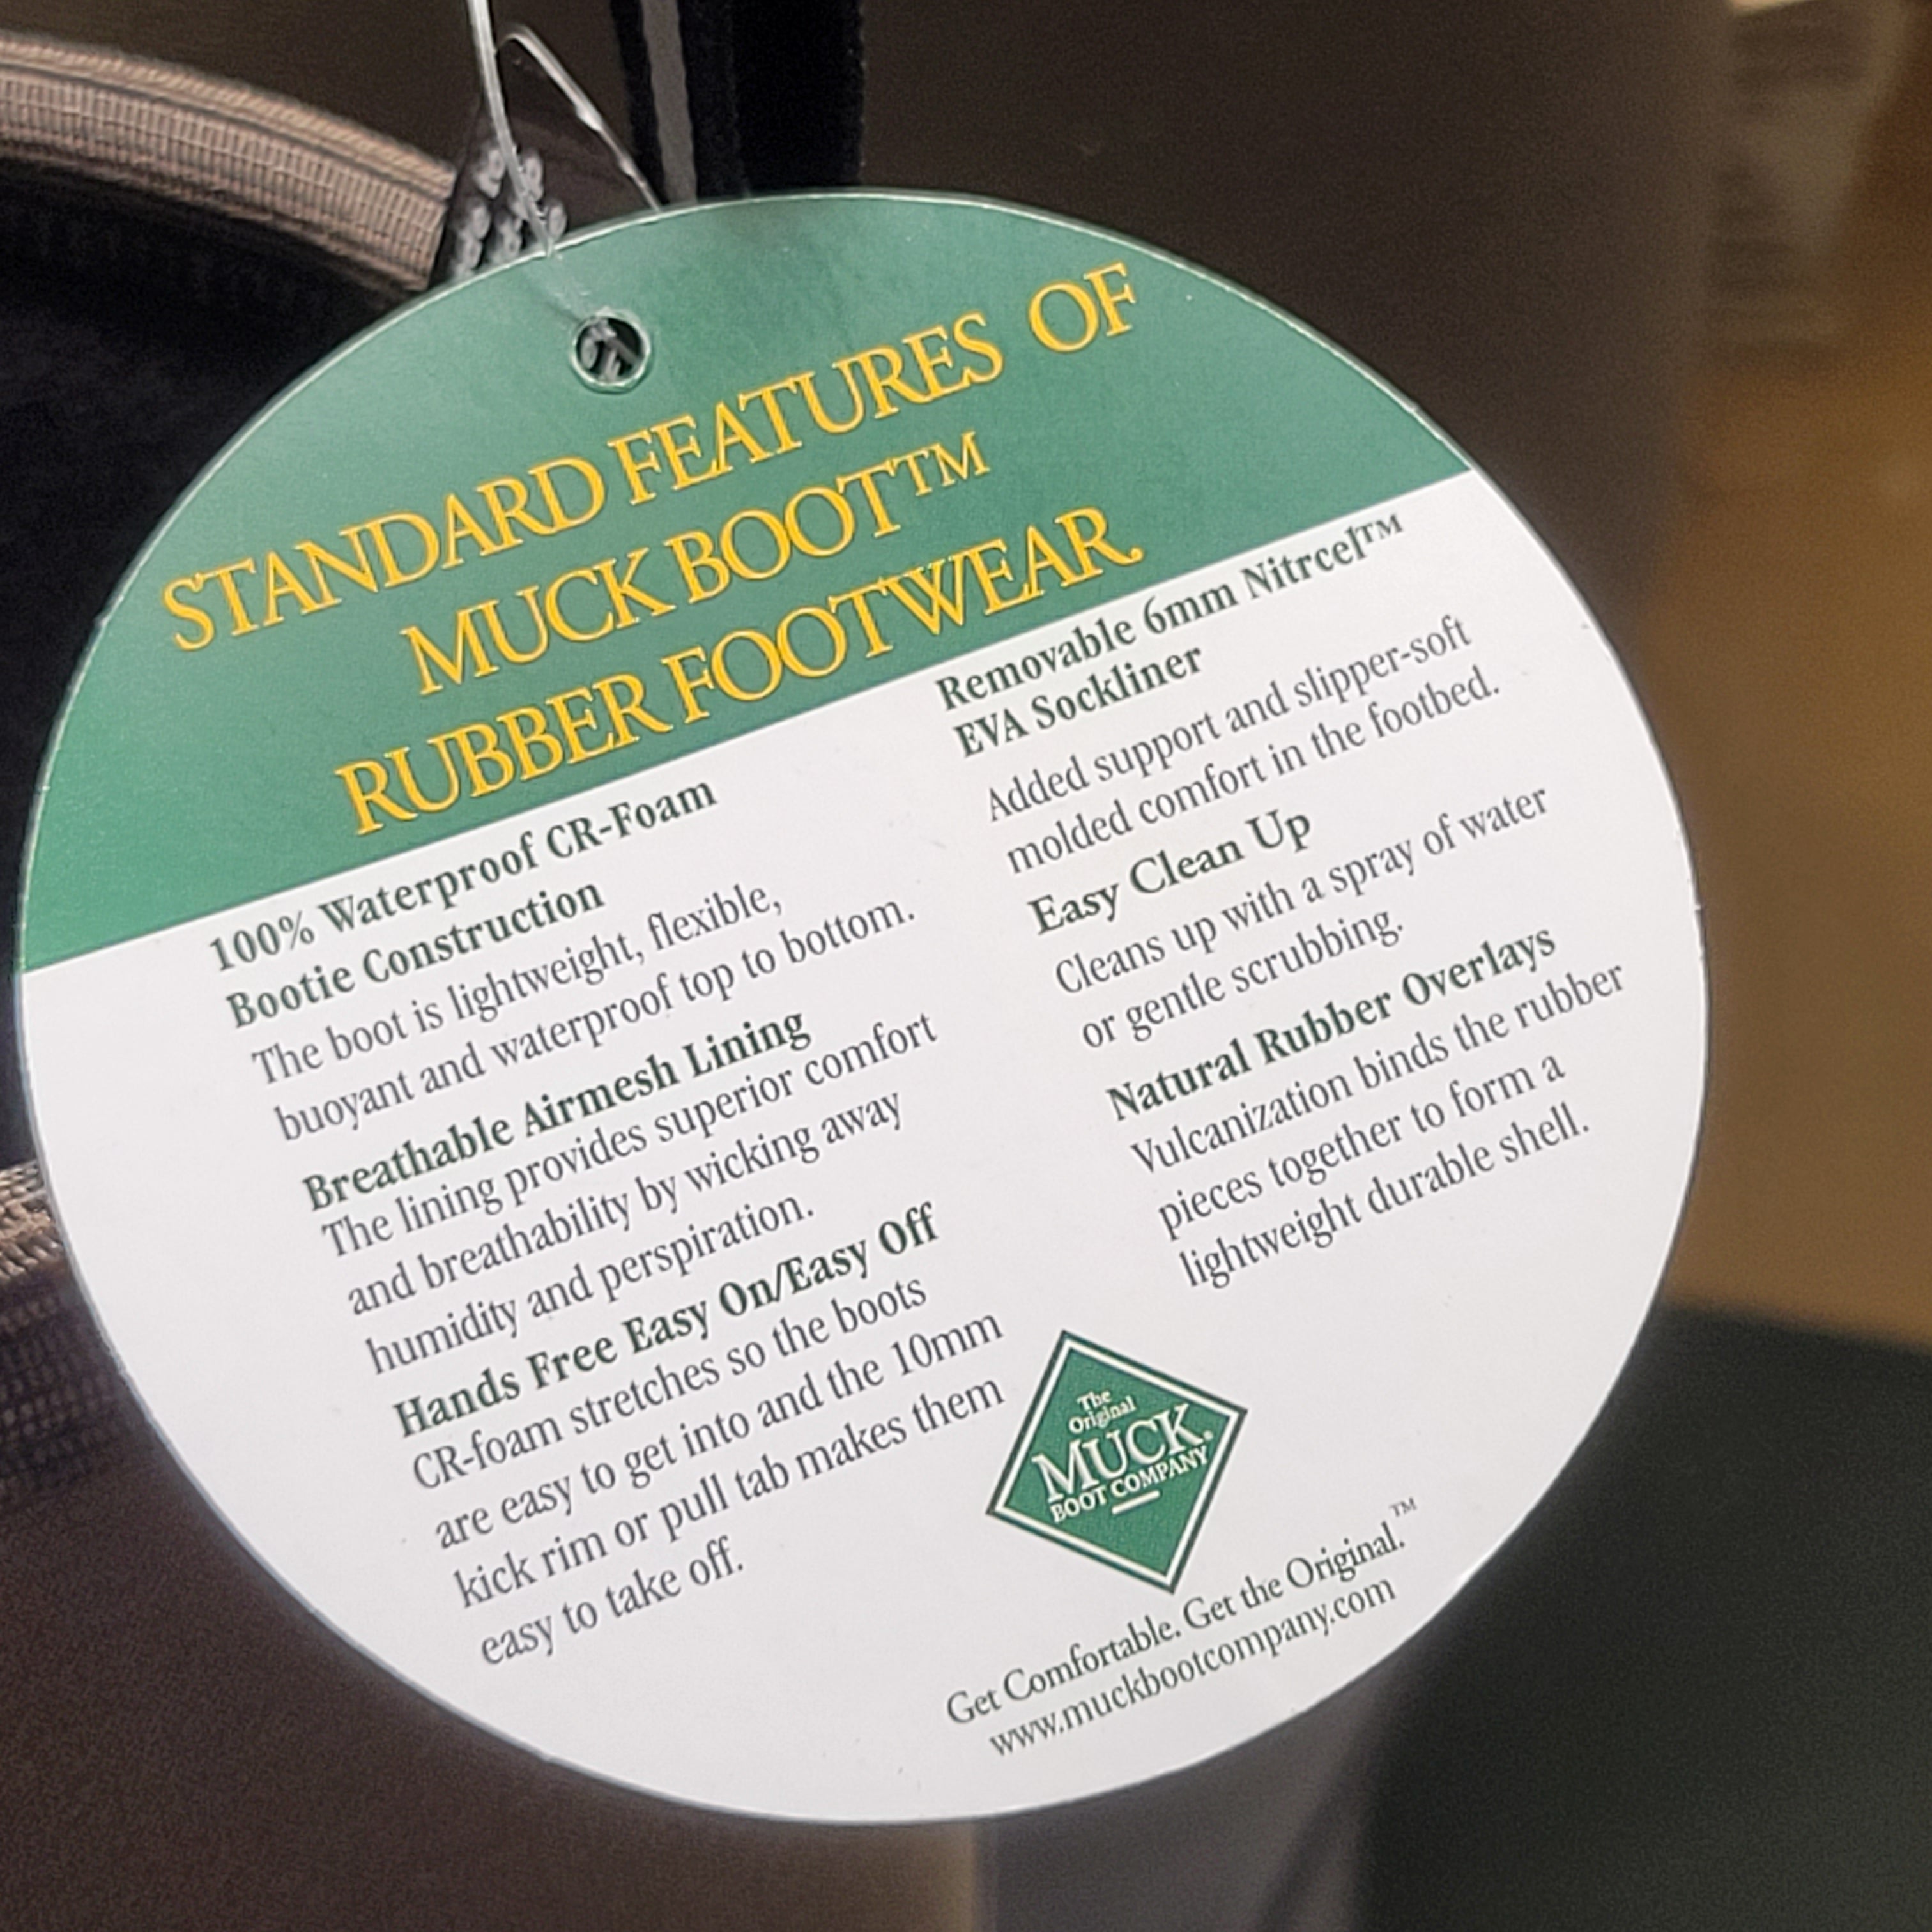 STANDARD FEATURES OF
MUCK BOOT™
RUBBER FOOTWEAR
100% Waterproof CR-Foam
Bootie Construction
The boot is lightweight, flexible,
buoyant and waterproof top to bottom.
Breathable Airmesh Lining
The lining provides superior comfort
and breathability by wicking away
humidity and perspiration.
Hands Free Easy On/Easy Off
CR-foam stretches so the boots
are easy to get into and the 10mm
kick rim or pull tab makes them
easy to take off.
Removable 6mm Nitrcel™
EVA Sockliner
Added support and slipper-soft
molded comfort in the footbed.
Easy Clean Up
Cleans up with a spray of water
or gentle scrubbing.
Natural Rubber Overlays
Vulcanization binds the rubber
pieces together to form a
lightweight durable shell.
The
Original
MUCK®
BOOT COMPANY
Get Comfortable. Get the Original.™
www.muckbootcompany.com